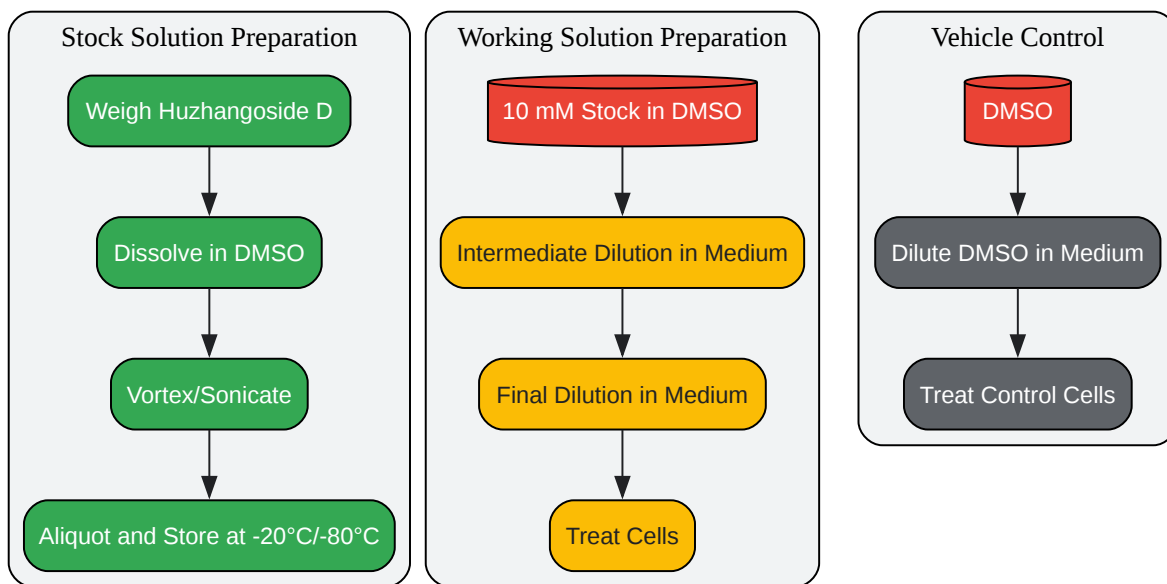 Stock Solution Preparation
Weigh Huzhangoside D
Dissolve in DMSO
Vortex/Sonicate
Aliquot and Store at -20°C/-80°C
Working Solution Preparation
10 mM Stock in DMSO
Intermediate Dilution in Medium
Final Dilution in Medium
Treat Cells
Vehicle Control
DMSO
Dilute DMSO in Medium
Treat Control Cells